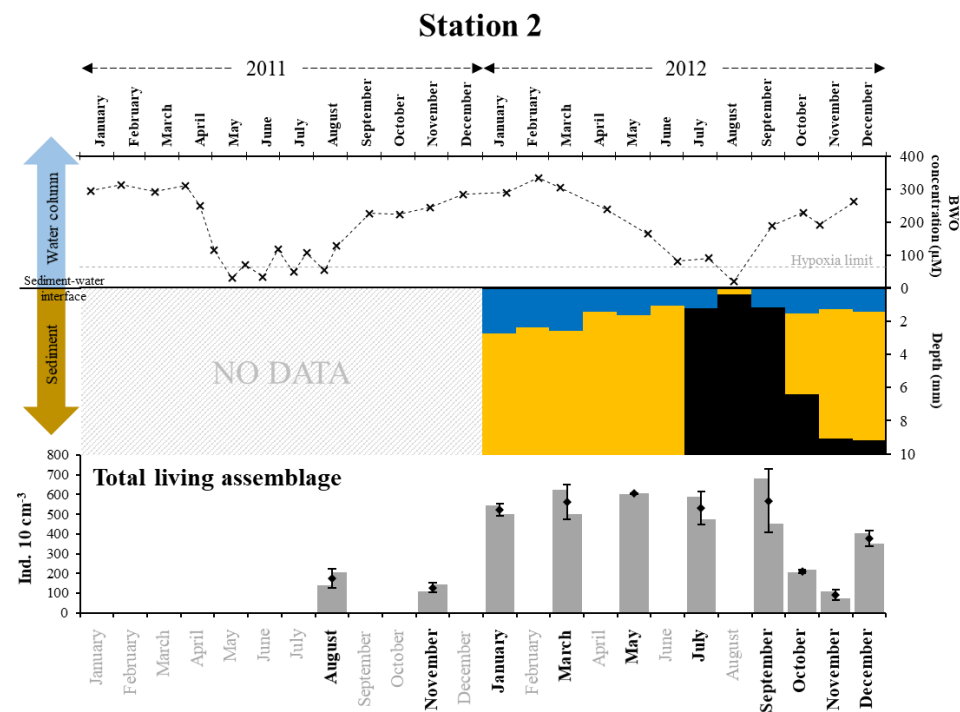 Station 2
2011
2012
January
February
March
April
May
June
July
August
September
October
November
December
January
February
March
April
May
June
July
August
September
October
November
December
Water column
Sediment-water
interface
Sediment
400
300
200
100
0
BWO
concentration (µM)
Hypoxia limit
NO DATA
2
4
6
8
10
Depth (mm)
Total living assemblage
Ind. 10 cm⁻³
800
700
600
500
400
300
200
100
0
January
February
March
April
May
June
July
August
September
October
November
December
January
February
March
April
May
June
July
August
September
October
November
December